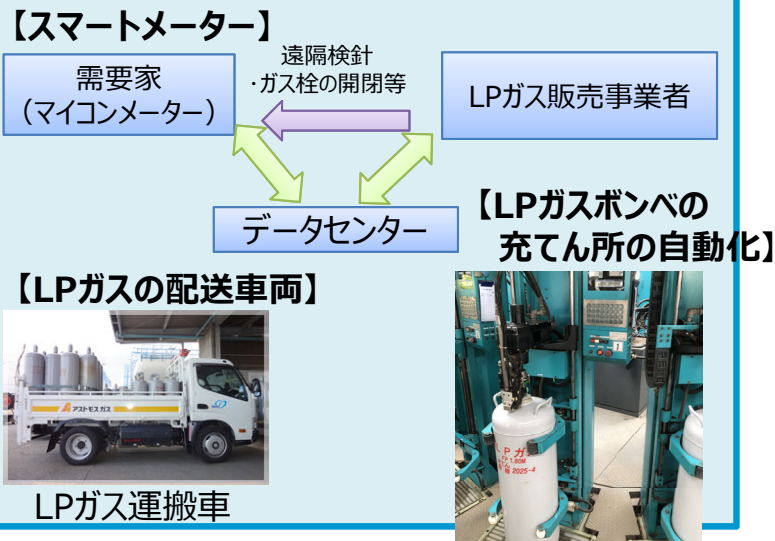 【スマートメーター】
遠隔検針
・ガス栓の開閉等
需要家
（マイコンメーター）
LPガス販売事業者
データセンター
【LPガスボンベの
充てん所の自動化】
【LPガスの配送車両】
アストモスガス
LPガス運搬車
LPガ
2025-4